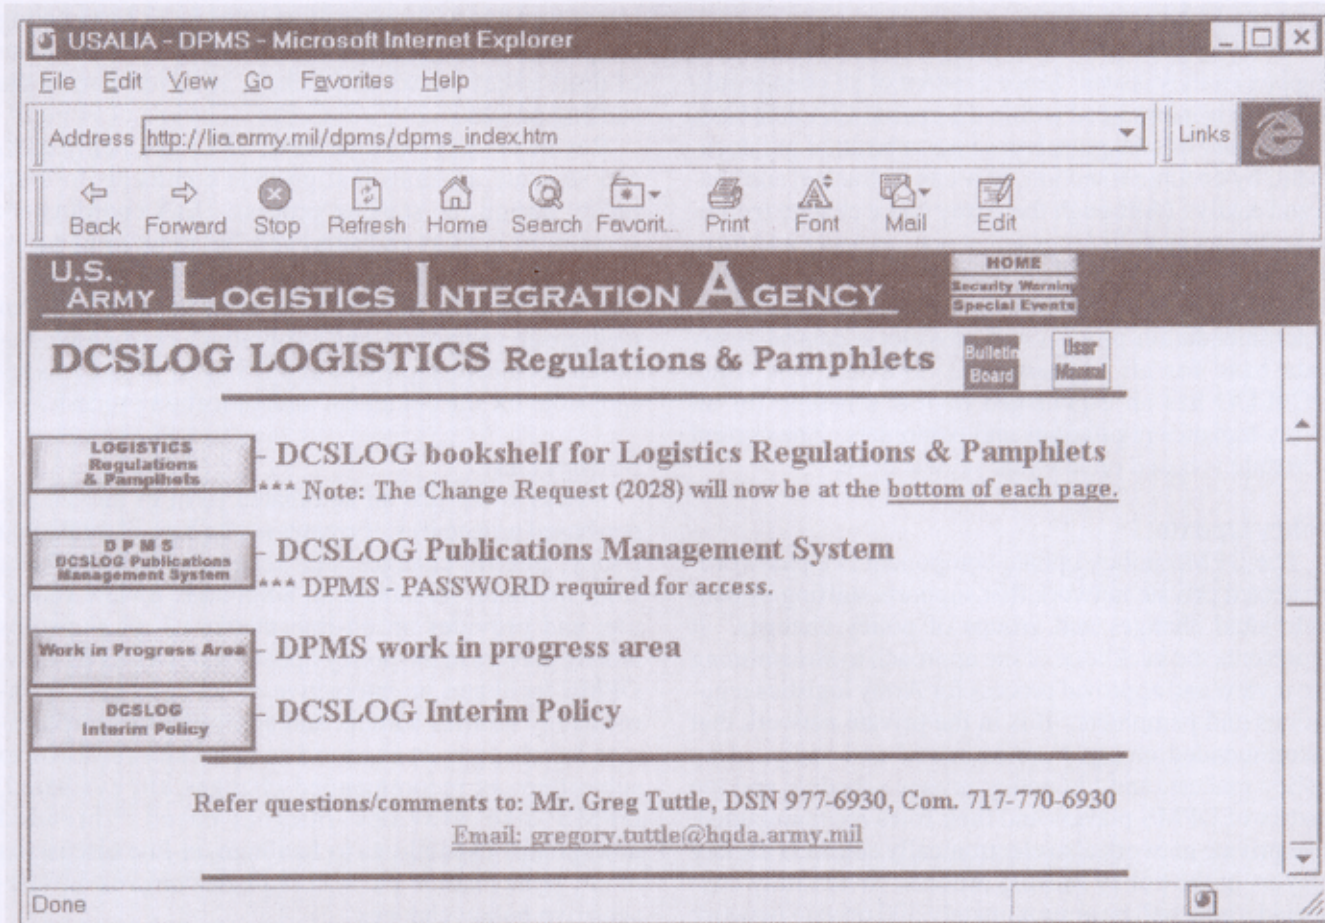 USALIA - DPMS - Microsoft Internet Explorer
File Edit View Go Favorites Help
Address http://lia.army.mil/dpms/dpms_index.htm Links
Back Forward Stop Refresh Home Search Favorit... Print Font Mail Edit
U.S. ARMY LOGISTICS INTEGRATION AGENCY
HOME
Security Warning
Special Events
DCSLOG LOGISTICS Regulations & Pamphlets
Bulletin Board
User Manual
LOGISTICS
Regulations
& Pamplhets
- DCSLOG bookshelf for Logistics Regulations & Pamphlets
*** Note: The Change Request (2028) will now be at the bottom of each page.
D P M S
DCSLOG Publications
Management System
- DCSLOG Publications Management System
*** DPMS - PASSWORD required for access.
Work in Progress Area
- DPMS work in progress area
DCSLOG
Interim Policy
- DCSLOG Interim Policy
Refer questions/comments to: Mr. Greg Tuttle, DSN 977-6930, Com. 717-770-6930
Email: gregory.tuttle@hqda.army.mil
Done